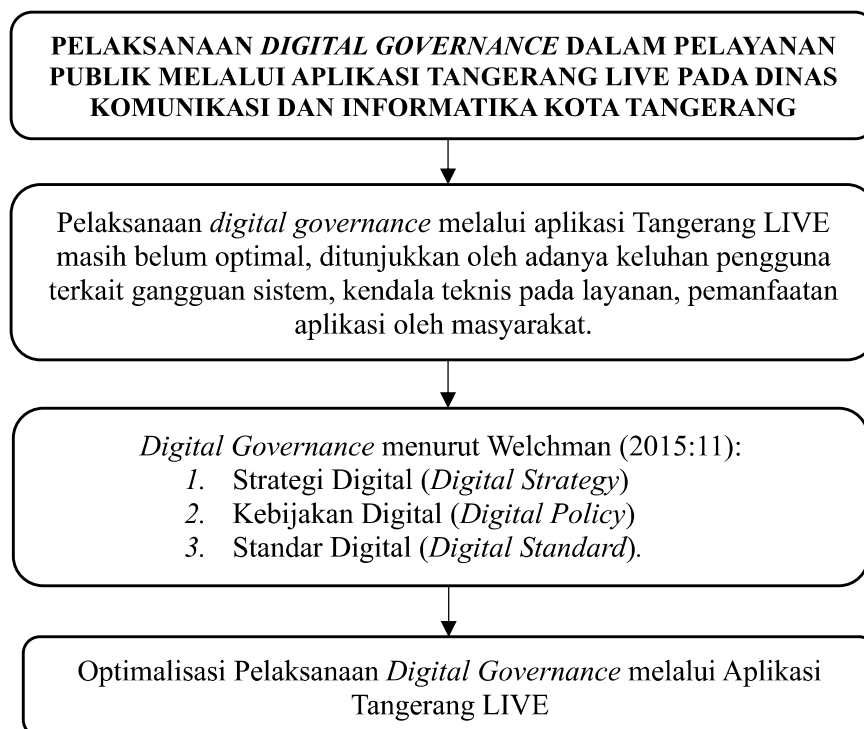 PELAKSANAAN DIGITAL GOVERNANCE DALAM PELAYANAN
PUBLIK MELALUI APLIKASI TANGERANG LIVE PADA DINAS
KOMUNIKASI DAN INFORMATIKA KOTA TANGERANG
Pelaksanaan digital governance melalui aplikasi Tangerang LIVE
masih belum optimal, ditunjukkan oleh adanya keluhan pengguna
terkait gangguan sistem, kendala teknis pada layanan, pemanfaatan
aplikasi oleh masyarakat.
Digital Governance menurut Welchman (2015:11):
1. Strategi Digital (Digital Strategy)
2. Kebijakan Digital (Digital Policy)
3. Standar Digital (Digital Standard).
Optimalisasi Pelaksanaan Digital Governance melalui Aplikasi
Tangerang LIVE